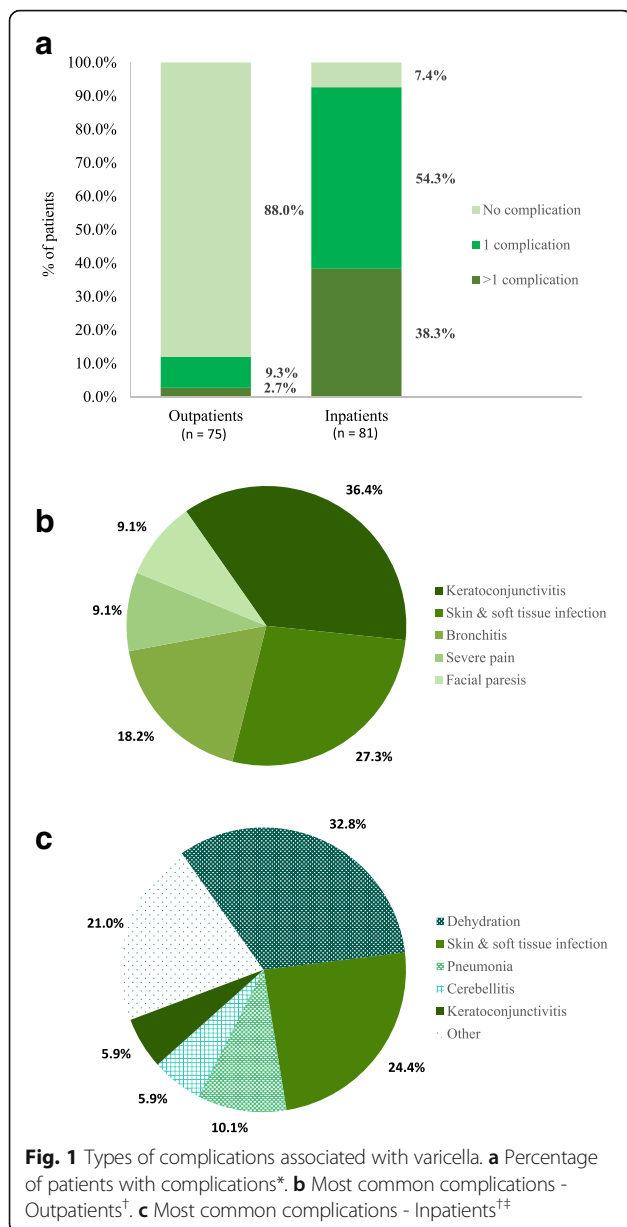 a
100.0%
90.0%
80.0%
70.0%
60.0%
50.0%
40.0%
30.0%
20.0%
10.0%
0.0%
% of patients
88.0%
9.3%
2.7%
7.4%
54.3%
38.3%
No complication
1 complication
>1 complication
Outpatients
(n = 75)
Inpatients
(n = 81)
b
36.4%
9.1%
9.1%
18.2%
27.3%
Keratoconjunctivitis
Skin & soft tissue infection
Bronchitis
Severe pain
Facial paresis
c
32.8%
21.0%
5.9%
5.9%
10.1%
24.4%
Dehydration
Skin & soft tissue infection
Pneumonia
Cerebellitis
Keratoconjunctivitis
Other
Fig. 1 Types of complications associated with varicella. a Percentage
of patients with complications*. b Most common complications -
Outpatients†. c Most common complications - Inpatients†‡